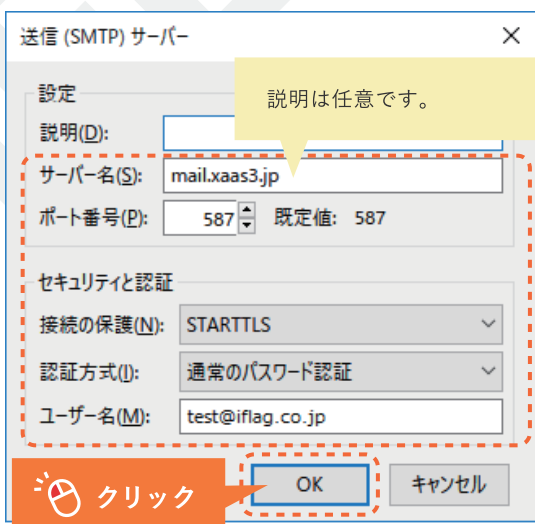 送信 (SMTP) サーバー
設定
説明は任意です。
説明(D):
サーバー名(S): mail.xaas3.jp
ポート番号(P): 587 既定値: 587
セキュリティと認証
接続の保護(N): STARTTLS
認証方式(I): 通常のパスワード認証
ユーザー名(M): test@iflag.co.jp
クリック OK キャンセル